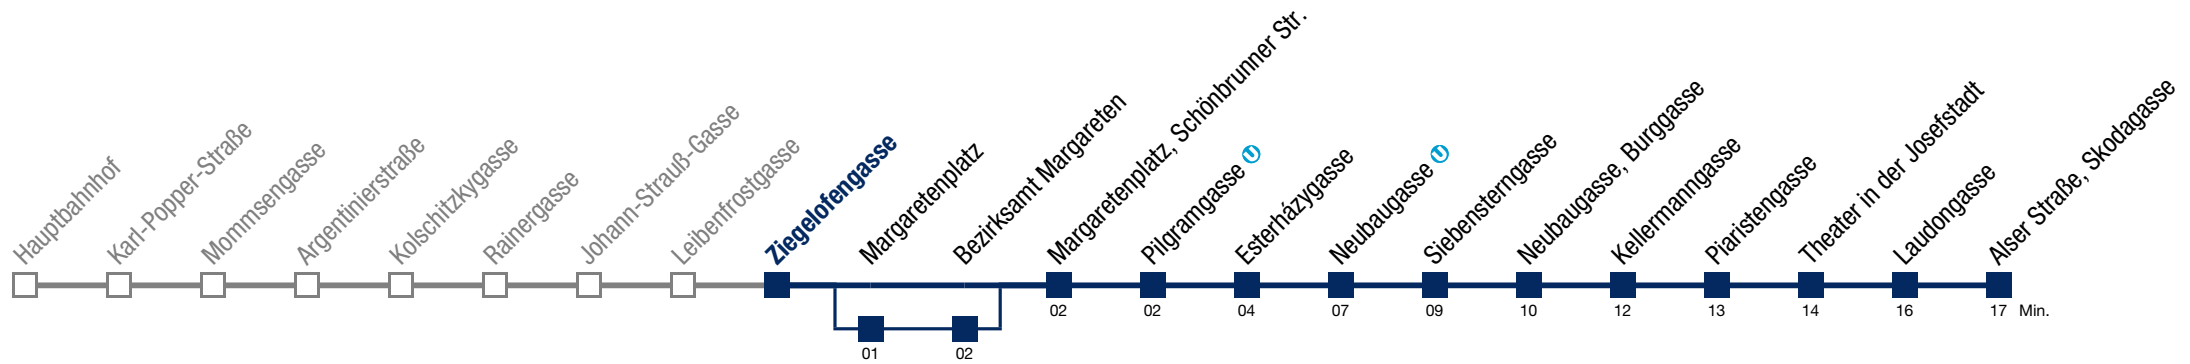 Hauptbahnhof
Karl-Popper-Straße
Mommsengasse
Argentinierstraße
Kolschitzkygasse
Rainergasse
Johann-Strauß-Gasse
Leibenfrostgasse
Ziegelofengasse
Margaretenplatz
Bezirksamt Margareten
Margaretenplatz, Schönbrunner Str.
Pilgramgasse U
Esterházygasse
Neubaugasse U
Siebensterngasse
Neubaugasse, Burggasse
Kellermanngasse
Piaristengasse
Theater in der Josefstadt
Laudongasse
Alser Straße, Skodagasse
02 02 04 07 09 10 12 13 14 16 17 Min.
01 02